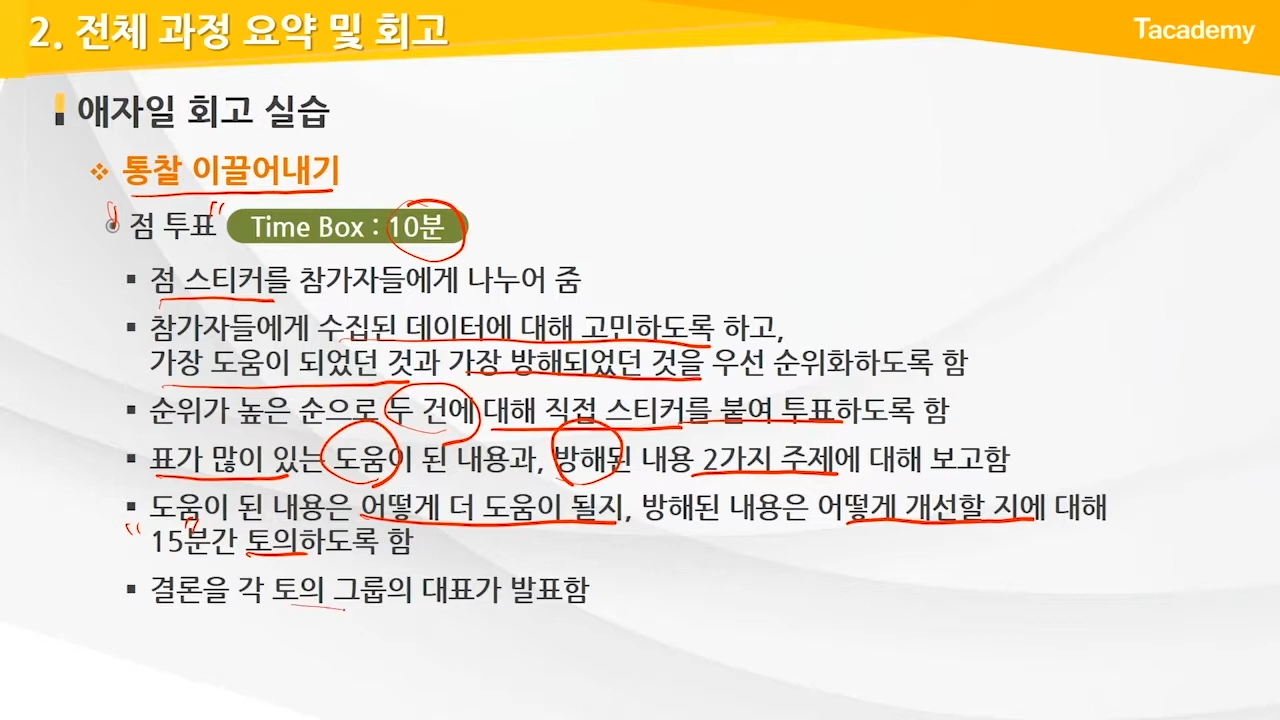 2. 전체 과정 요약 및 회고
Tacademy
애자일 회고 실습
통찰 이끌어내기
점 투표 Time Box : 10분
점 스티커를 참가자들에게 나누어 줌
참가자들에게 수집된 데이터에 대해 고민하도록 하고,
가장 도움이 되었던 것과 가장 방해되었던 것을 우선 순위화하도록 함
순위가 높은 순으로 두 건에 대해 직접 스티커를 붙여 투표하도록 함
표가 많이 있는 도움이 된 내용과, 방해된 내용 2가지 주제에 대해 보고함
도움이 된 내용은 어떻게 더 도움이 될지, 방해된 내용은 어떻게 개선할 지에 대해
15분간 토의하도록 함
결론을 각 토의 그룹의 대표가 발표함